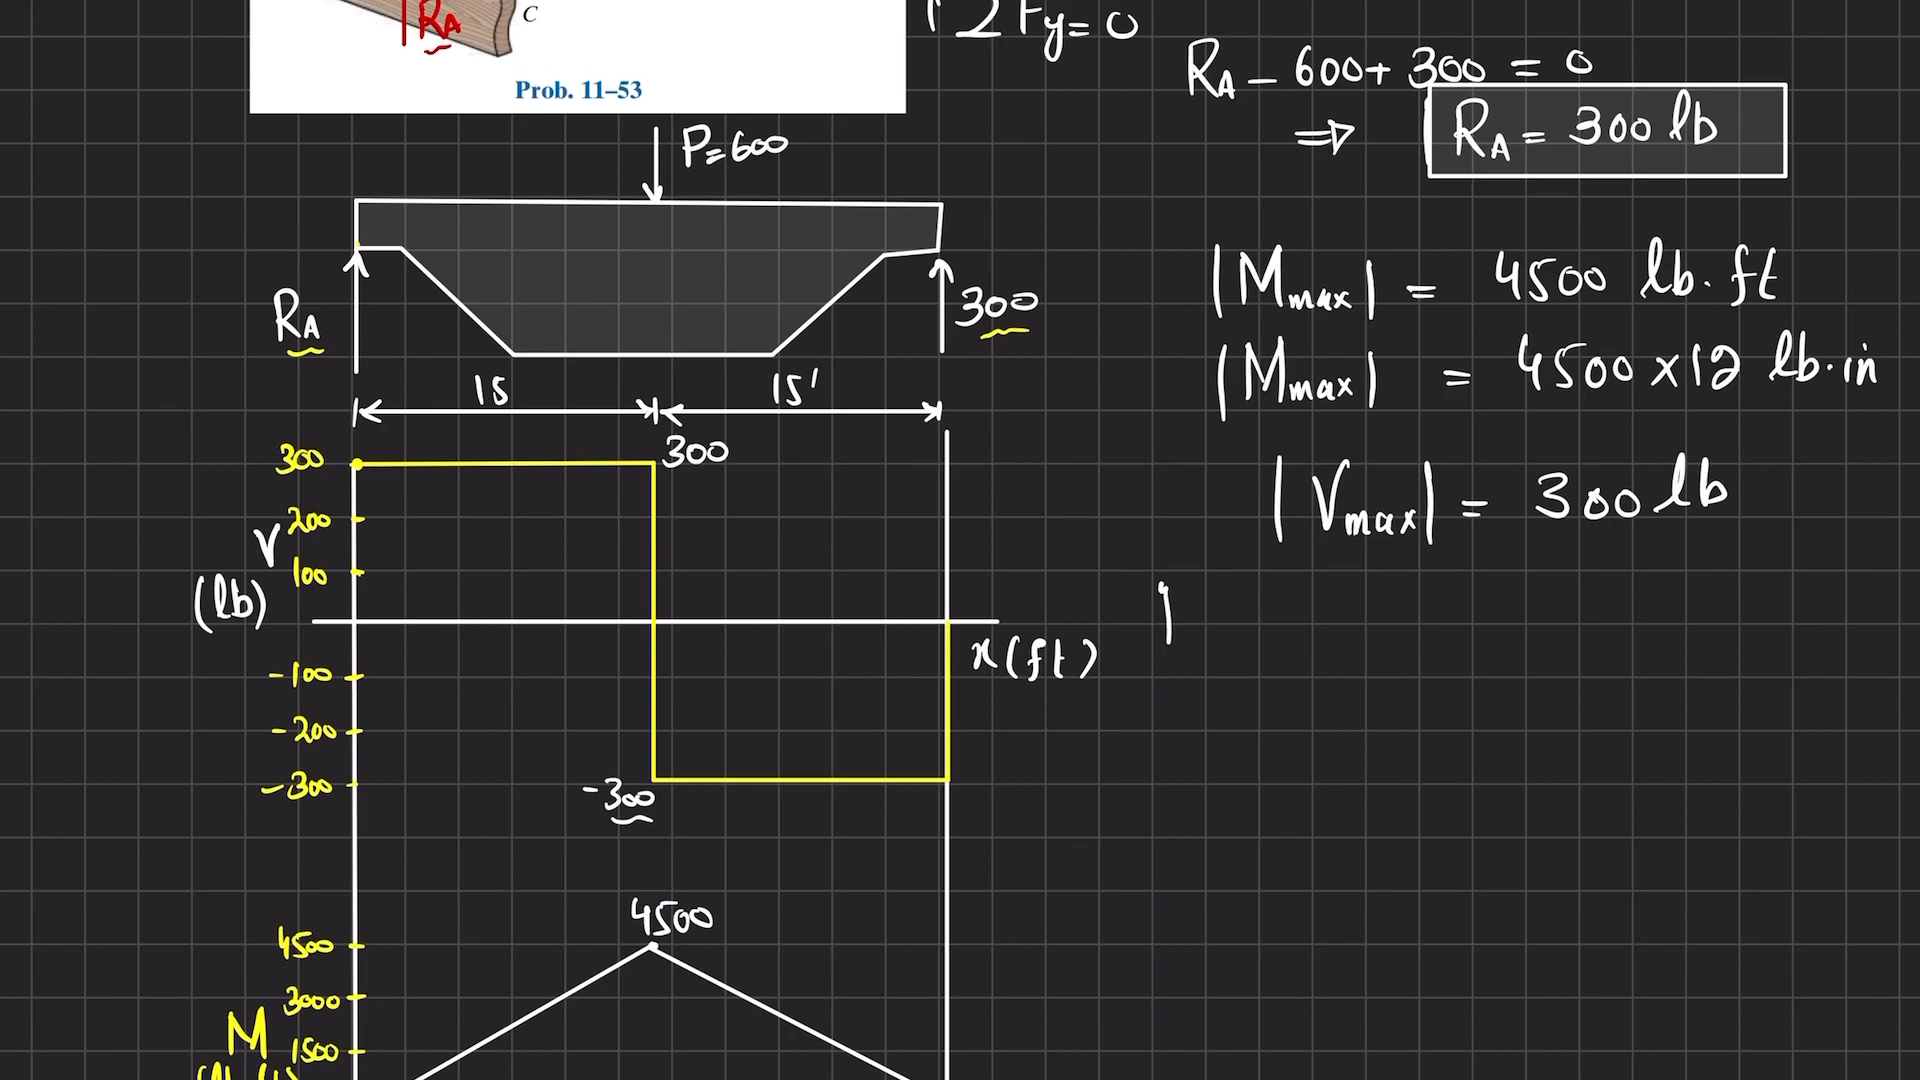 RA C
ΣFy = 0
Prob. 11–53
RA – 600 + 300 = 0
⇒ RA = 300 lb
P=600
RA
300
15 15'
|Mmax| = 4500 lb·ft
|Mmax| = 4500 × 12 lb·in
|Vmax| = 300 lb
300 300
200
V
100
(lb)
x(ft)
-100
-200
-300 -300
4500
4500
3000
M
1500